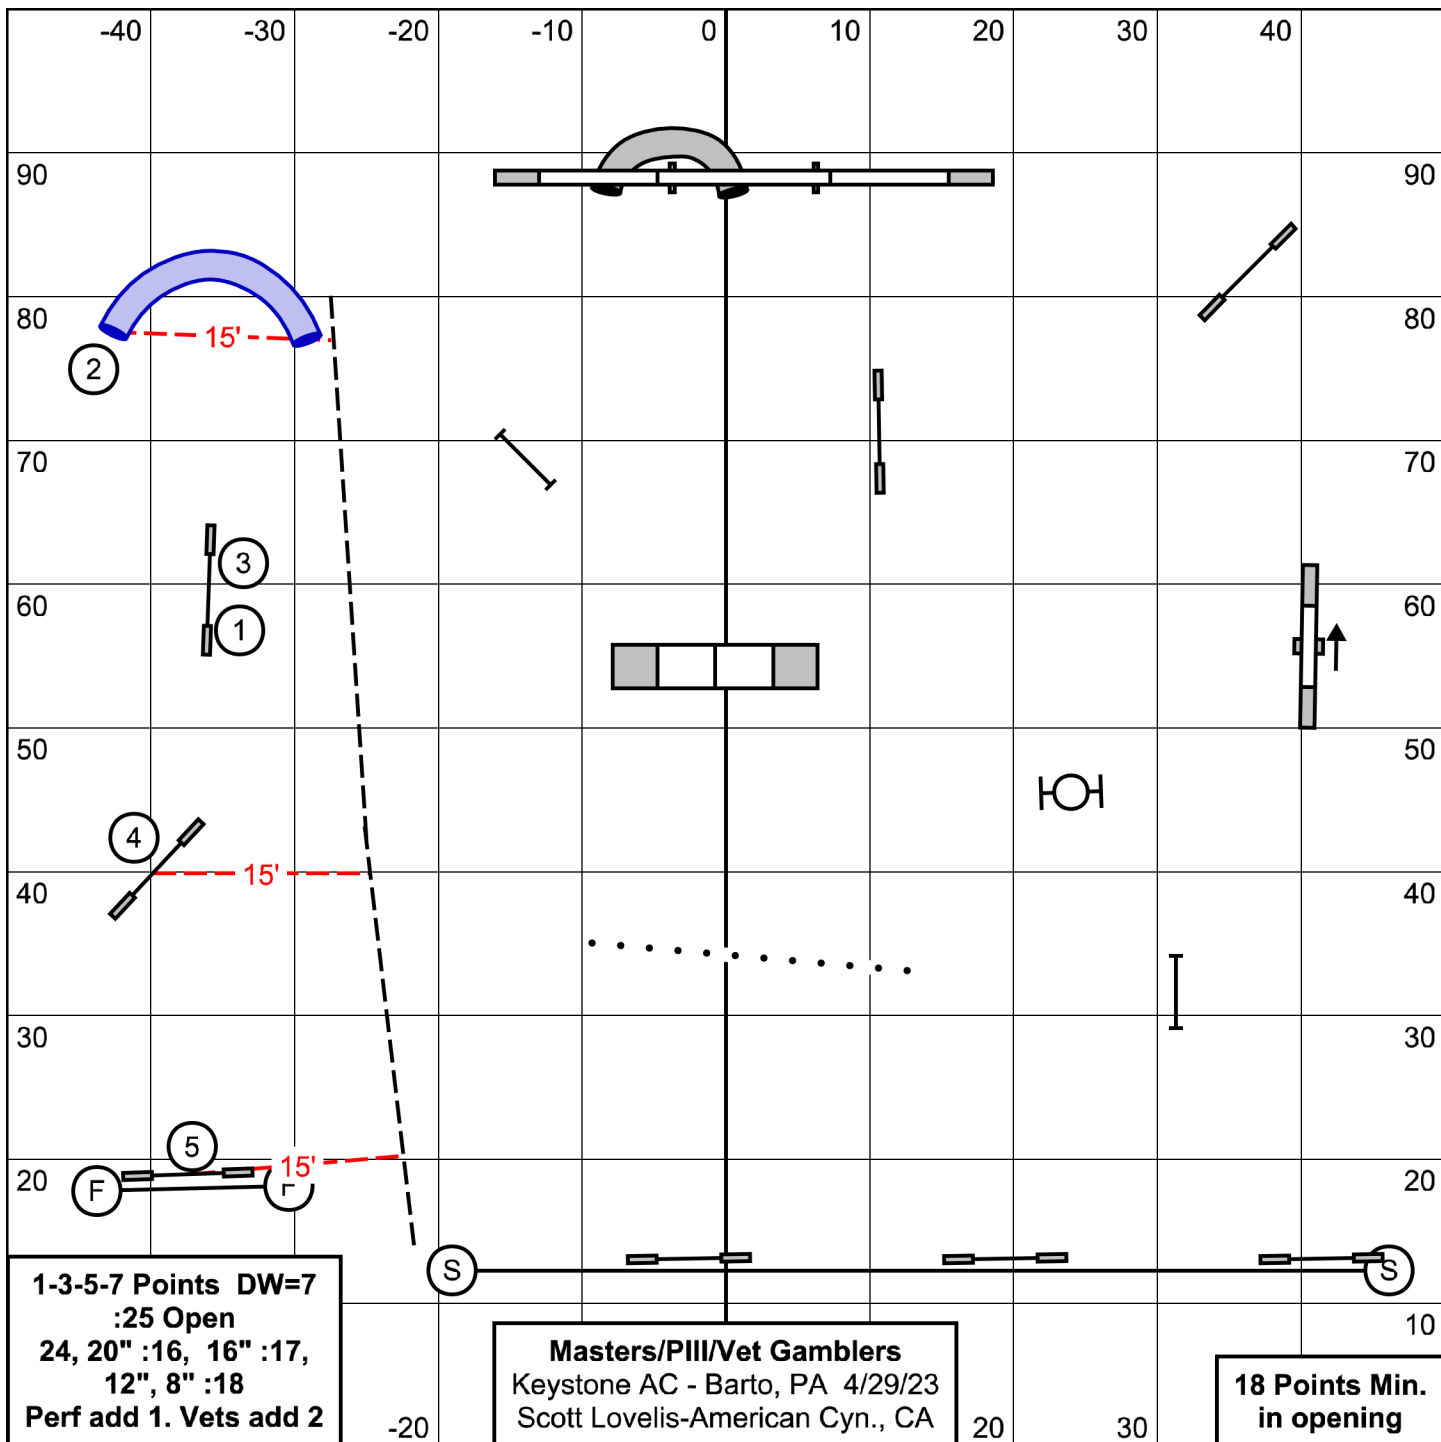 -40 -30 -20 -10 0 10 20 30 40
90 90
80 80
15'
2
70 70
3
60 60
1
50 50
4
15'
40 40
30 30
5
15'
20 20
F F
S S
10
1-3-5-7 Points DW=7
:25 Open
24, 20" :16, 16" :17,
12", 8" :18
Perf add 1. Vets add 2
-20
Masters/PIII/Vet Gamblers
Keystone AC - Barto, PA 4/29/23
Scott Lovelis-American Cyn., CA
20 30
18 Points Min.
in opening